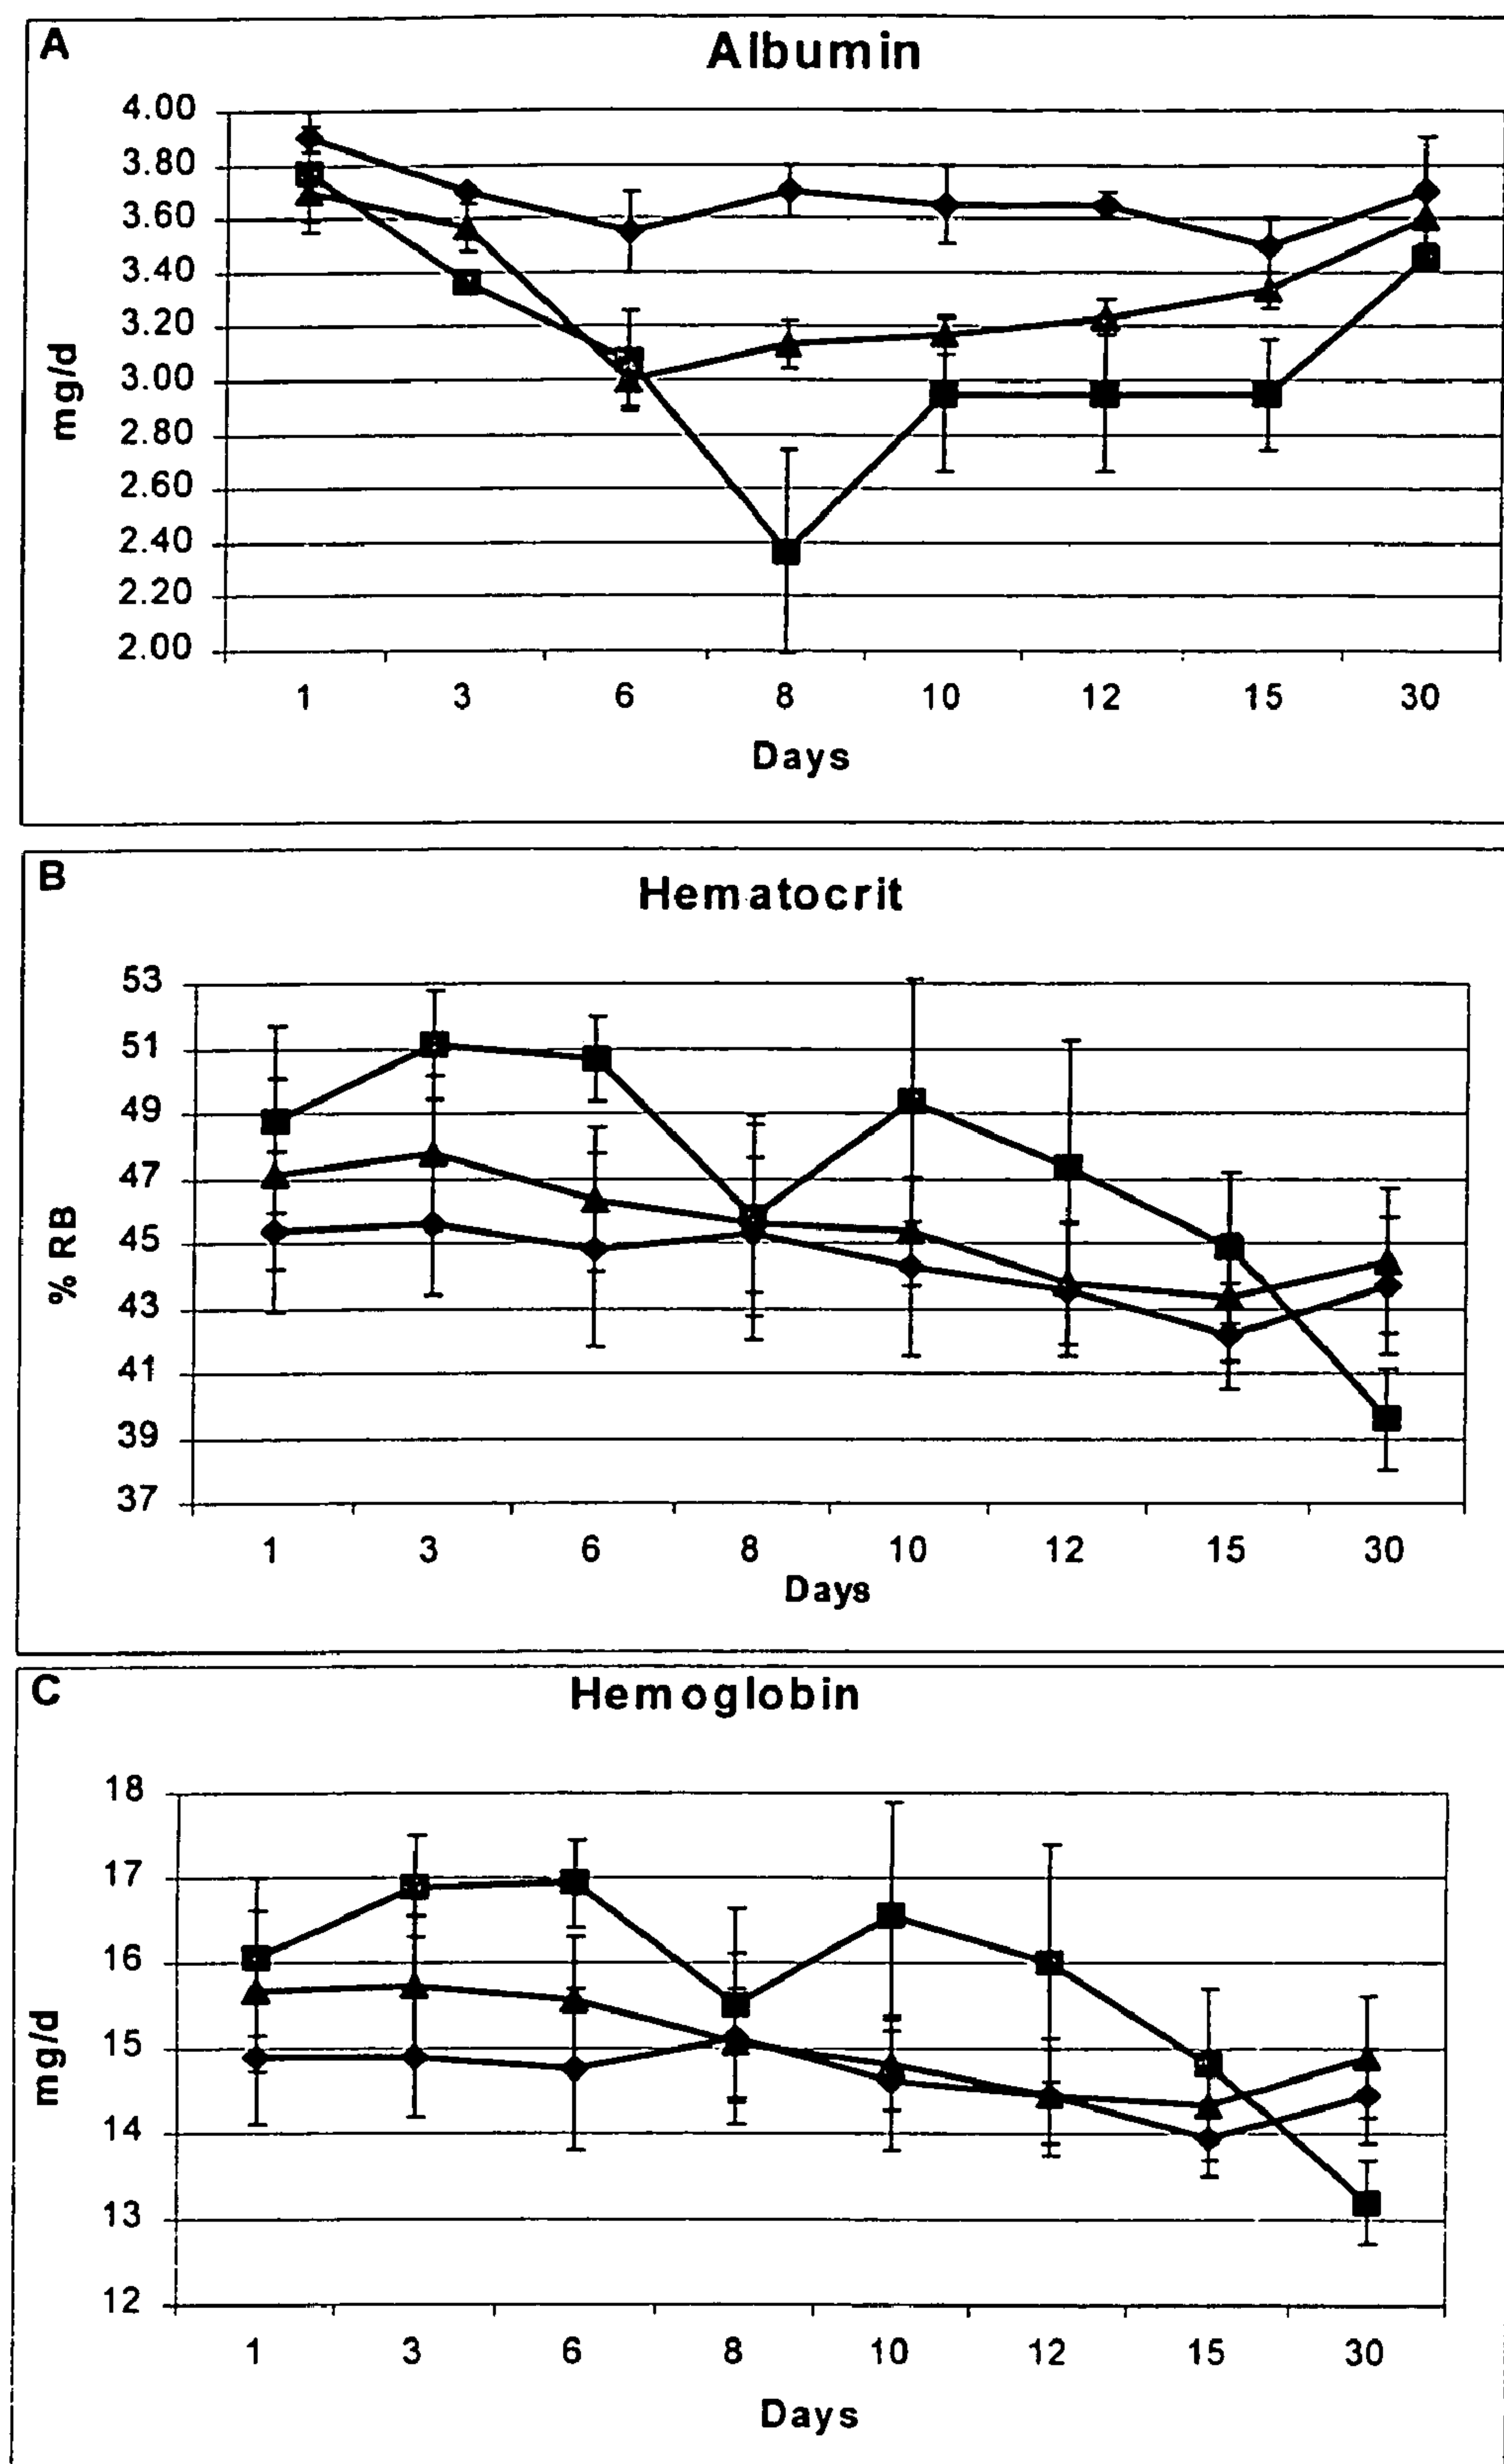 A
Albumin
4.00
3.80
3.60
3.40
3.20
3.00
2.80
2.60
2.40
2.20
2.00
mg/d
1 3 6 8 10 12 15 30
Days
B
Hematocrit
53
51
49
47
45
43
41
39
37
% RB
1 3 6 8 10 12 15 30
Days
C
Hemoglobin
18
17
16
15
14
13
12
mg/d
1 3 6 8 10 12 15 30
Days